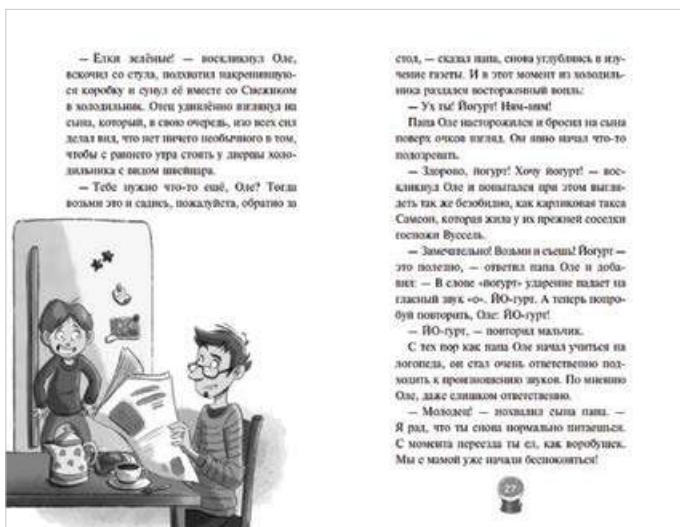 — Ёлки зелёные! — воскликнул Оле,
вскочил со стула, подхватил накренившую-
ся коробку и сунул её вместе со Снежиком
в холодильник. Отец удивлённо взглянул на
сына, который, в свою очередь, изо всех сил
делал вид, что нет ничего необычного в том,
чтобы с раннего утра стоять у дверцы холо-
дильника с видом швейцара.
— Тебе нужно что-то ещё, Оле? Тогда
возьми это и садись, пожалуйста, обратно за
стол, — сказал папа, снова углубляясь в изу-
чение газеты. И в этот момент из холодиль-
ника раздался восторженный вопль:
— Ух ты! Йогурт! Ням-ням!
Папа Оле насторожился и бросил на сына
поверх очков взгляд. Он явно начал что-то
подозревать.
— Здорово, йогурт! Хочу йогурт! — вос-
кликнул Оле и попытался при этом выгля-
деть так же безобидно, как карликовая такса
Самсон, которая жила у их прежней соседки
госпожи Вуссель.
— Замечательно! Возьми и съешь! Йогурт —
это полезно, — ответил папа Оле и доба-
вил: — В слове «йогурт» ударение падает на
гласный звук «о». ЙО-гурт. А теперь попро-
буй повторить, Оле: ЙО-гурт!
— ЙО-гурт, — повторил мальчик.
С тех пор как папа Оле начал учиться на
логопеда, он стал очень ответственно под-
ходить к произношению звуков. По мнению
Оле, даже слишком ответственно.
— Молодец! — похвалил сына папа. —
Я рад, что ты снова нормально питаешься.
С момента переезда ты ел, как воробушек.
Мы с мамой уже начали беспокоиться!
27